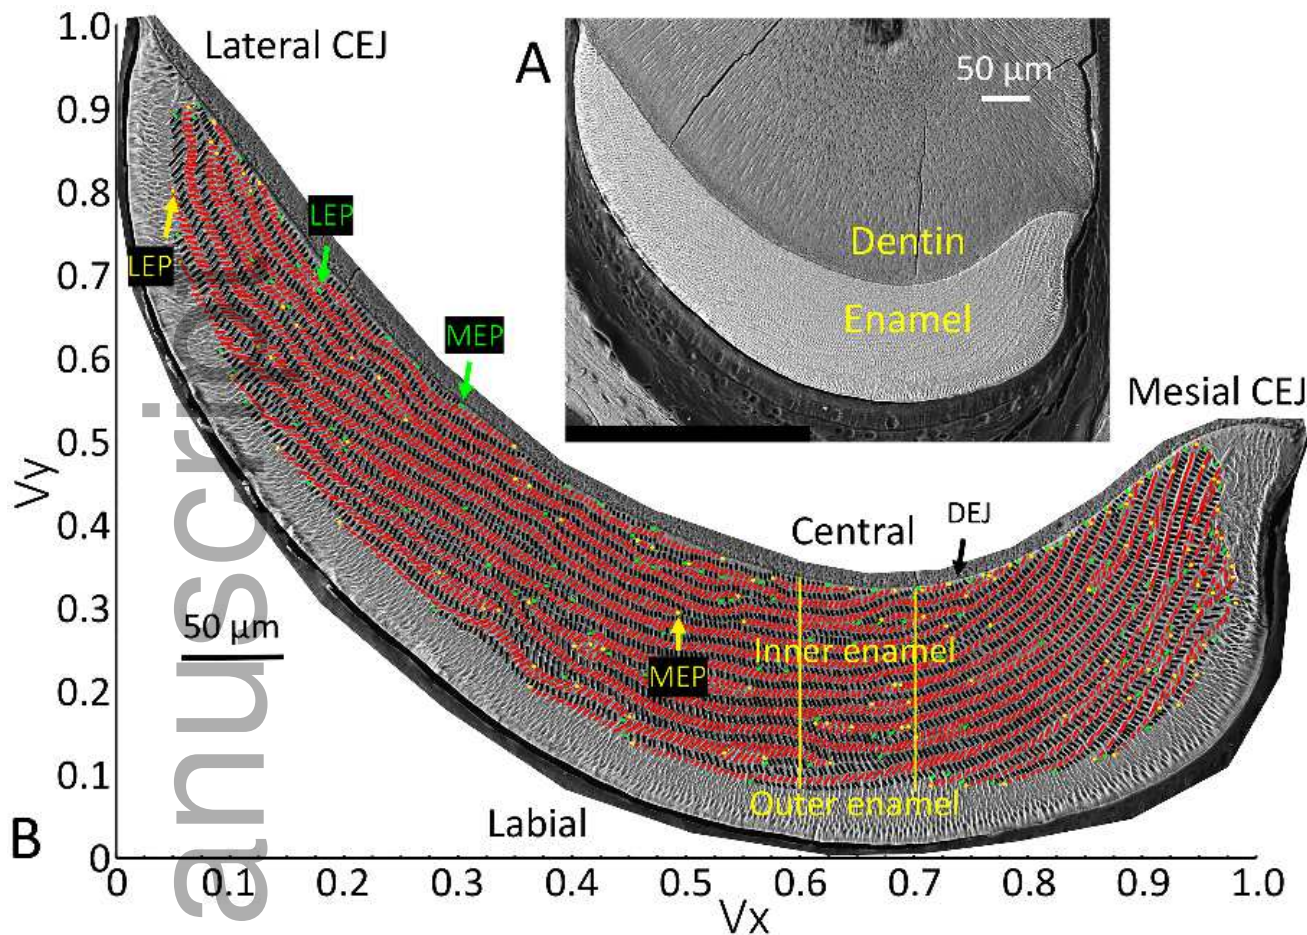 1.0
Lateral CEJ
A
50 µm
0.9
0.8
LEP
LEP
Dentin
0.7
Enamel
MEP
0.6
Mesial CEJ
0.5
Vy
0.4
Central
DEJ
0.3
50 µm
Inner enamel
MEP
0.2
0.1
Outer enamel
Labial
B
0
0 0.1 0.2 0.3 0.4 0.5 0.6 0.7 0.8 0.9 1.0
Vx
anuscri